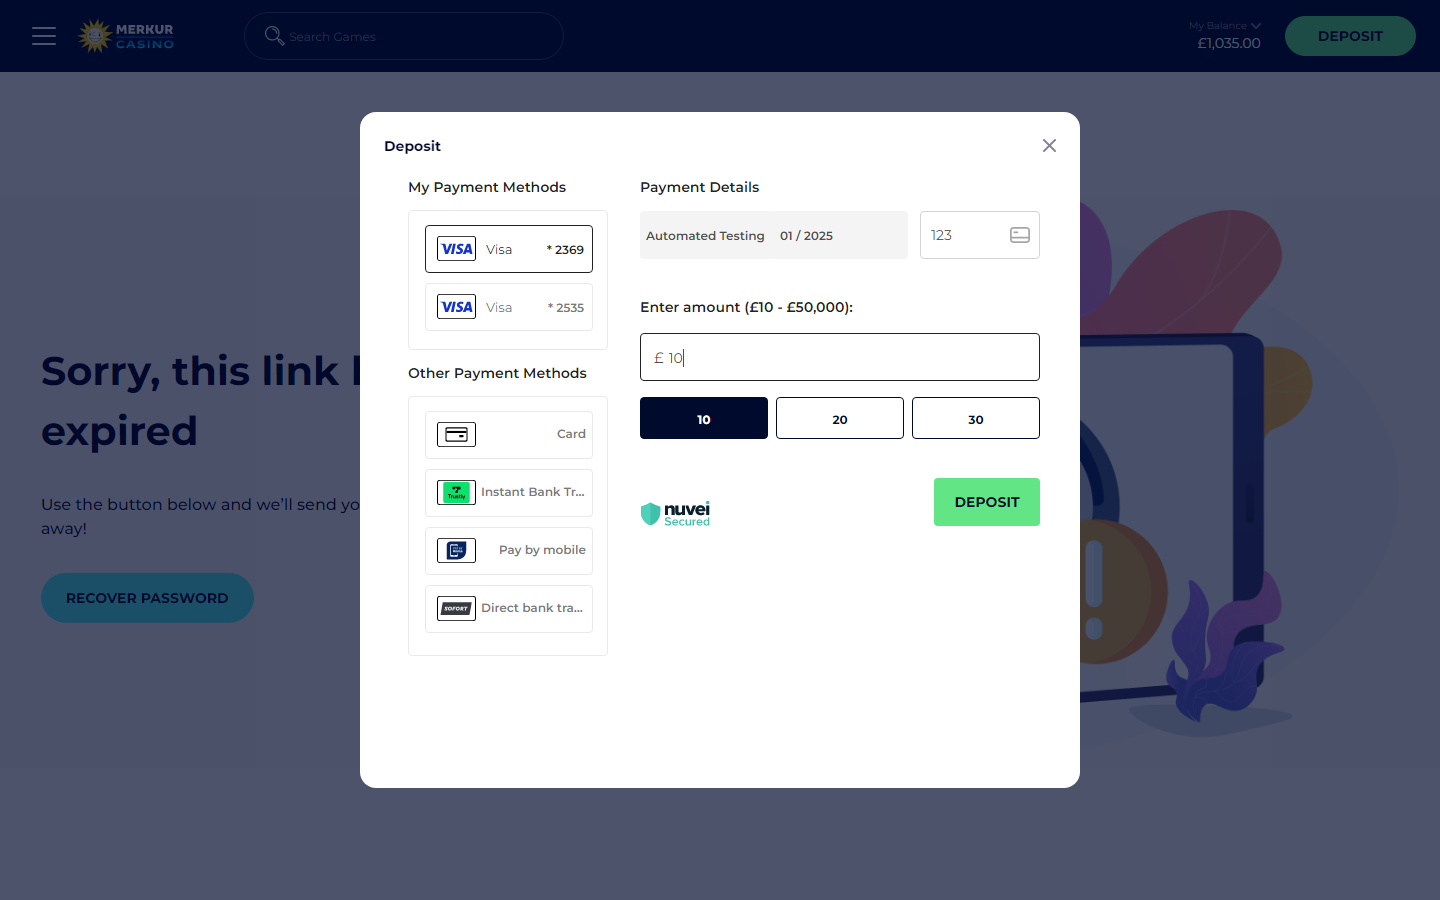 MERKUR
CASINO
Search Games
My Balance
£1,035.00
DEPOSIT
Deposit
My Payment Methods
VISA Visa * 2369
VISA Visa * 2535
Other Payment Methods
Card
Trustly Instant Bank Tr...
Pay by mobile
SOFORT Direct bank tra...
Payment Details
Automated Testing 01 / 2025
123
Enter amount (£10 - £50,000):
£ 10
10 20 30
nuvei
Secured
DEPOSIT
Sorry, this link
expired
Use the button below and we'll send yo
away!
RECOVER PASSWORD